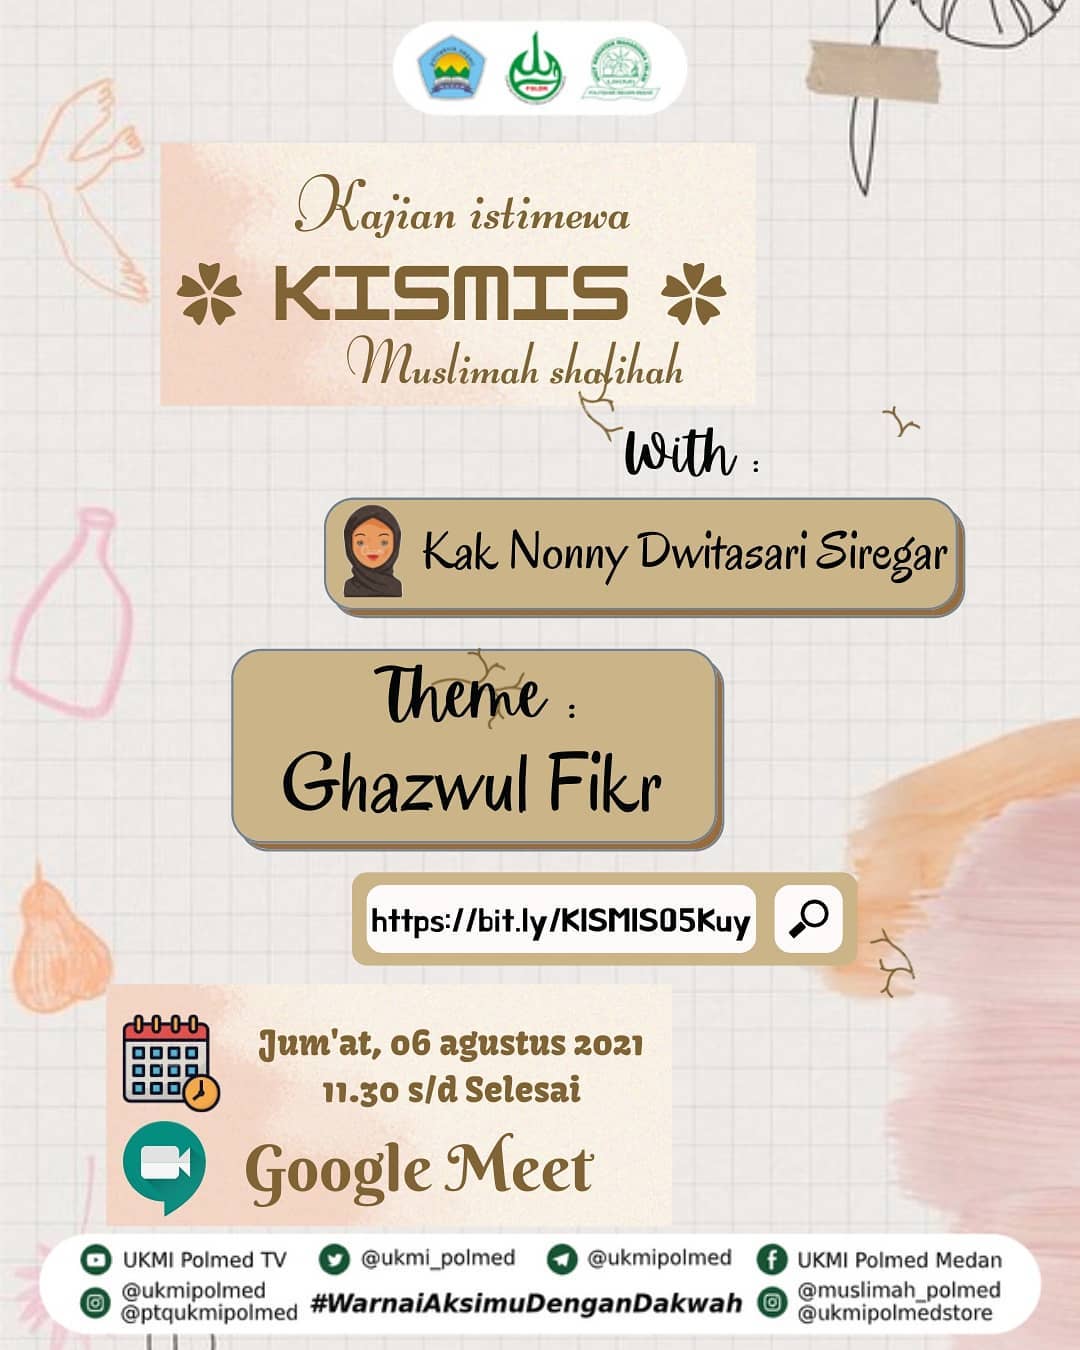 Kajian istimewa
KISMIS
Muslimah shalihah
With :
Kak Nonny Dwitasari Siregar
Theme :
Ghazwul Fikr
https://bit.ly/KISMIS05Kuy
Jum'at, 06 agustus 2021
11.30 s/d Selesai
Google Meet
UKMI Polmed TV
@ukmi_polmed
@ukmipolmed
UKMI Polmed Medan
@ukmipolmed
@ptqukmipolmed
#WarnaiAksimuDenganDakwah
@muslimah_polmed
@ukmipolmedstore